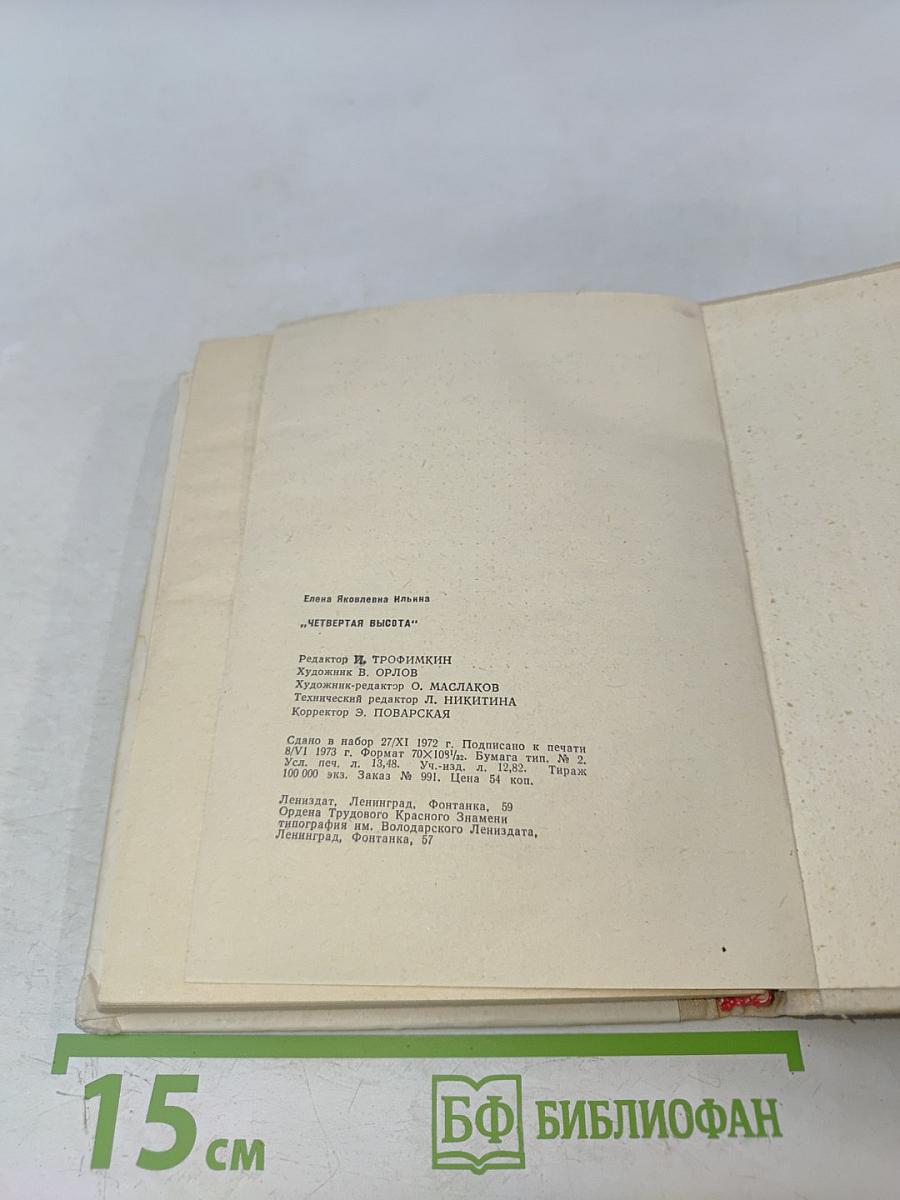 Елена Яковлевна Ильина
„ЧЕТВЕРТАЯ ВЫСОТА“
Редактор И. ТРОФИМКИН
Художник В. ОРЛОВ
Художник-редактор О. МАСЛАКОВ
Технический редактор Л. НИКИТИНА
Корректор Э. ПОВАРСКАЯ
Сдано в набор 27/XI 1972 г. Подписано к печати
8/VI 1973 г. Формат 70×108¹/₃₂. Бумага тип. № 2.
Усл. печ. л. 13,48. Уч.-изд. л. 12,82. Тираж
100 000 экз. Заказ № 991. Цена 54 коп.
Лениздат, Ленинград, Фонтанка, 59
Ордена Трудового Красного Знамени
типография им. Володарского Лениздата,
Ленинград, Фонтанка, 57
15 см
БФ БИБЛИОФАН